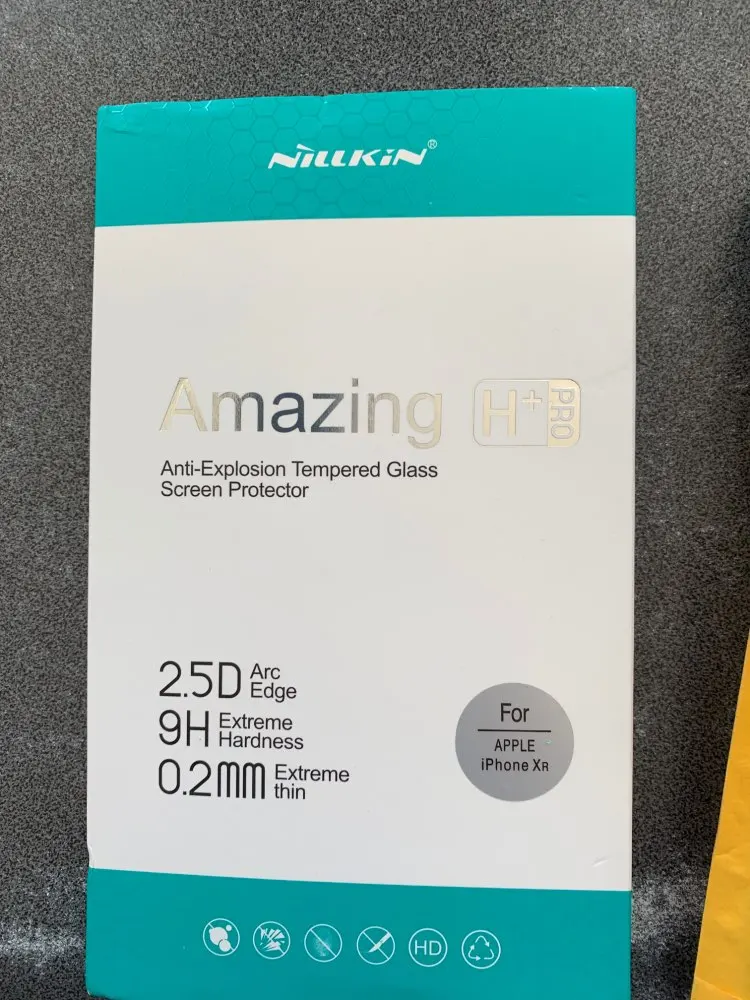 NILLKIN®
Amazing H+ PRO
Anti-Explosion Tempered Glass
Screen Protector
2.5D Arc
Edge
9H Extreme
Hardness
0.2mm Extreme
thin
For
APPLE
iPhone XR
HD